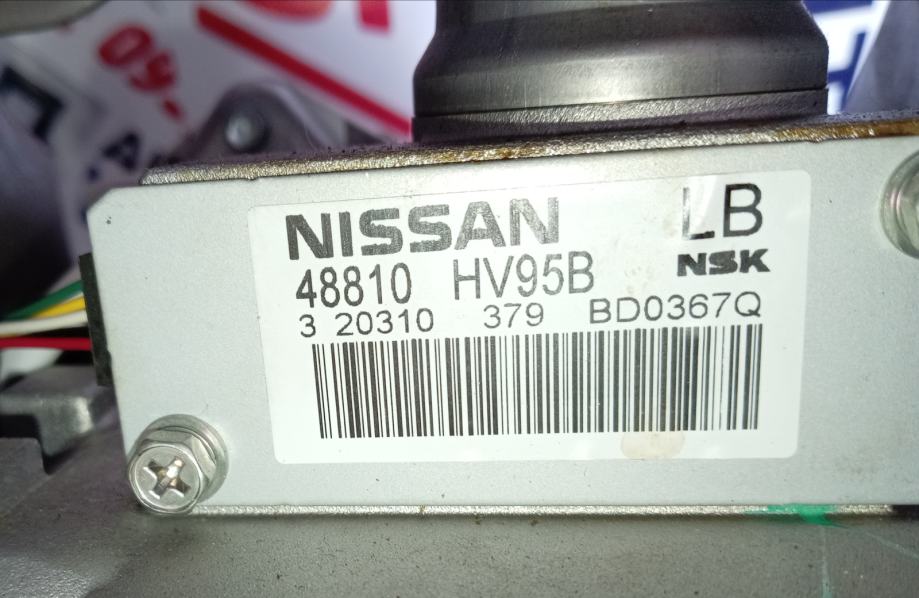 NISSAN LB
48810 HV95B NSK
3 20310 379 BD0367Q